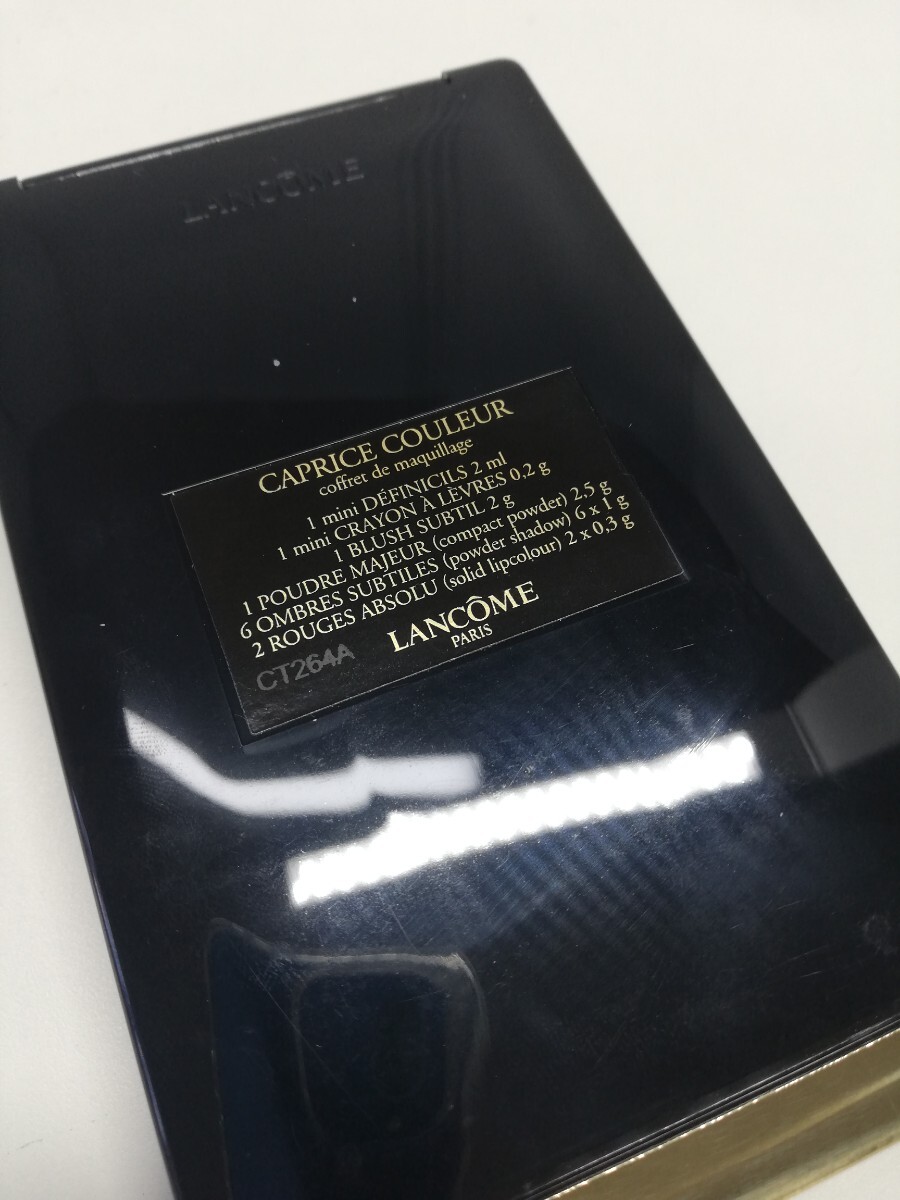 LANCÔME
CAPRICE COULEUR
coffret de maquillage
1 mini DÉFINICILS 2 ml
1 mini CRAYON À LÈVRES 0,2 g
1 BLUSH SUBTIL 2 g
1 POUDRE MAJEUR (compact powder) 2.5 g
6 OMBRES SUBTILES (powder shadow) 6 x 1 g
2 ROUGES ABSOLU (solid lipcolour) 2 x 0,3 g
LANCÔME
PARIS
CT264A